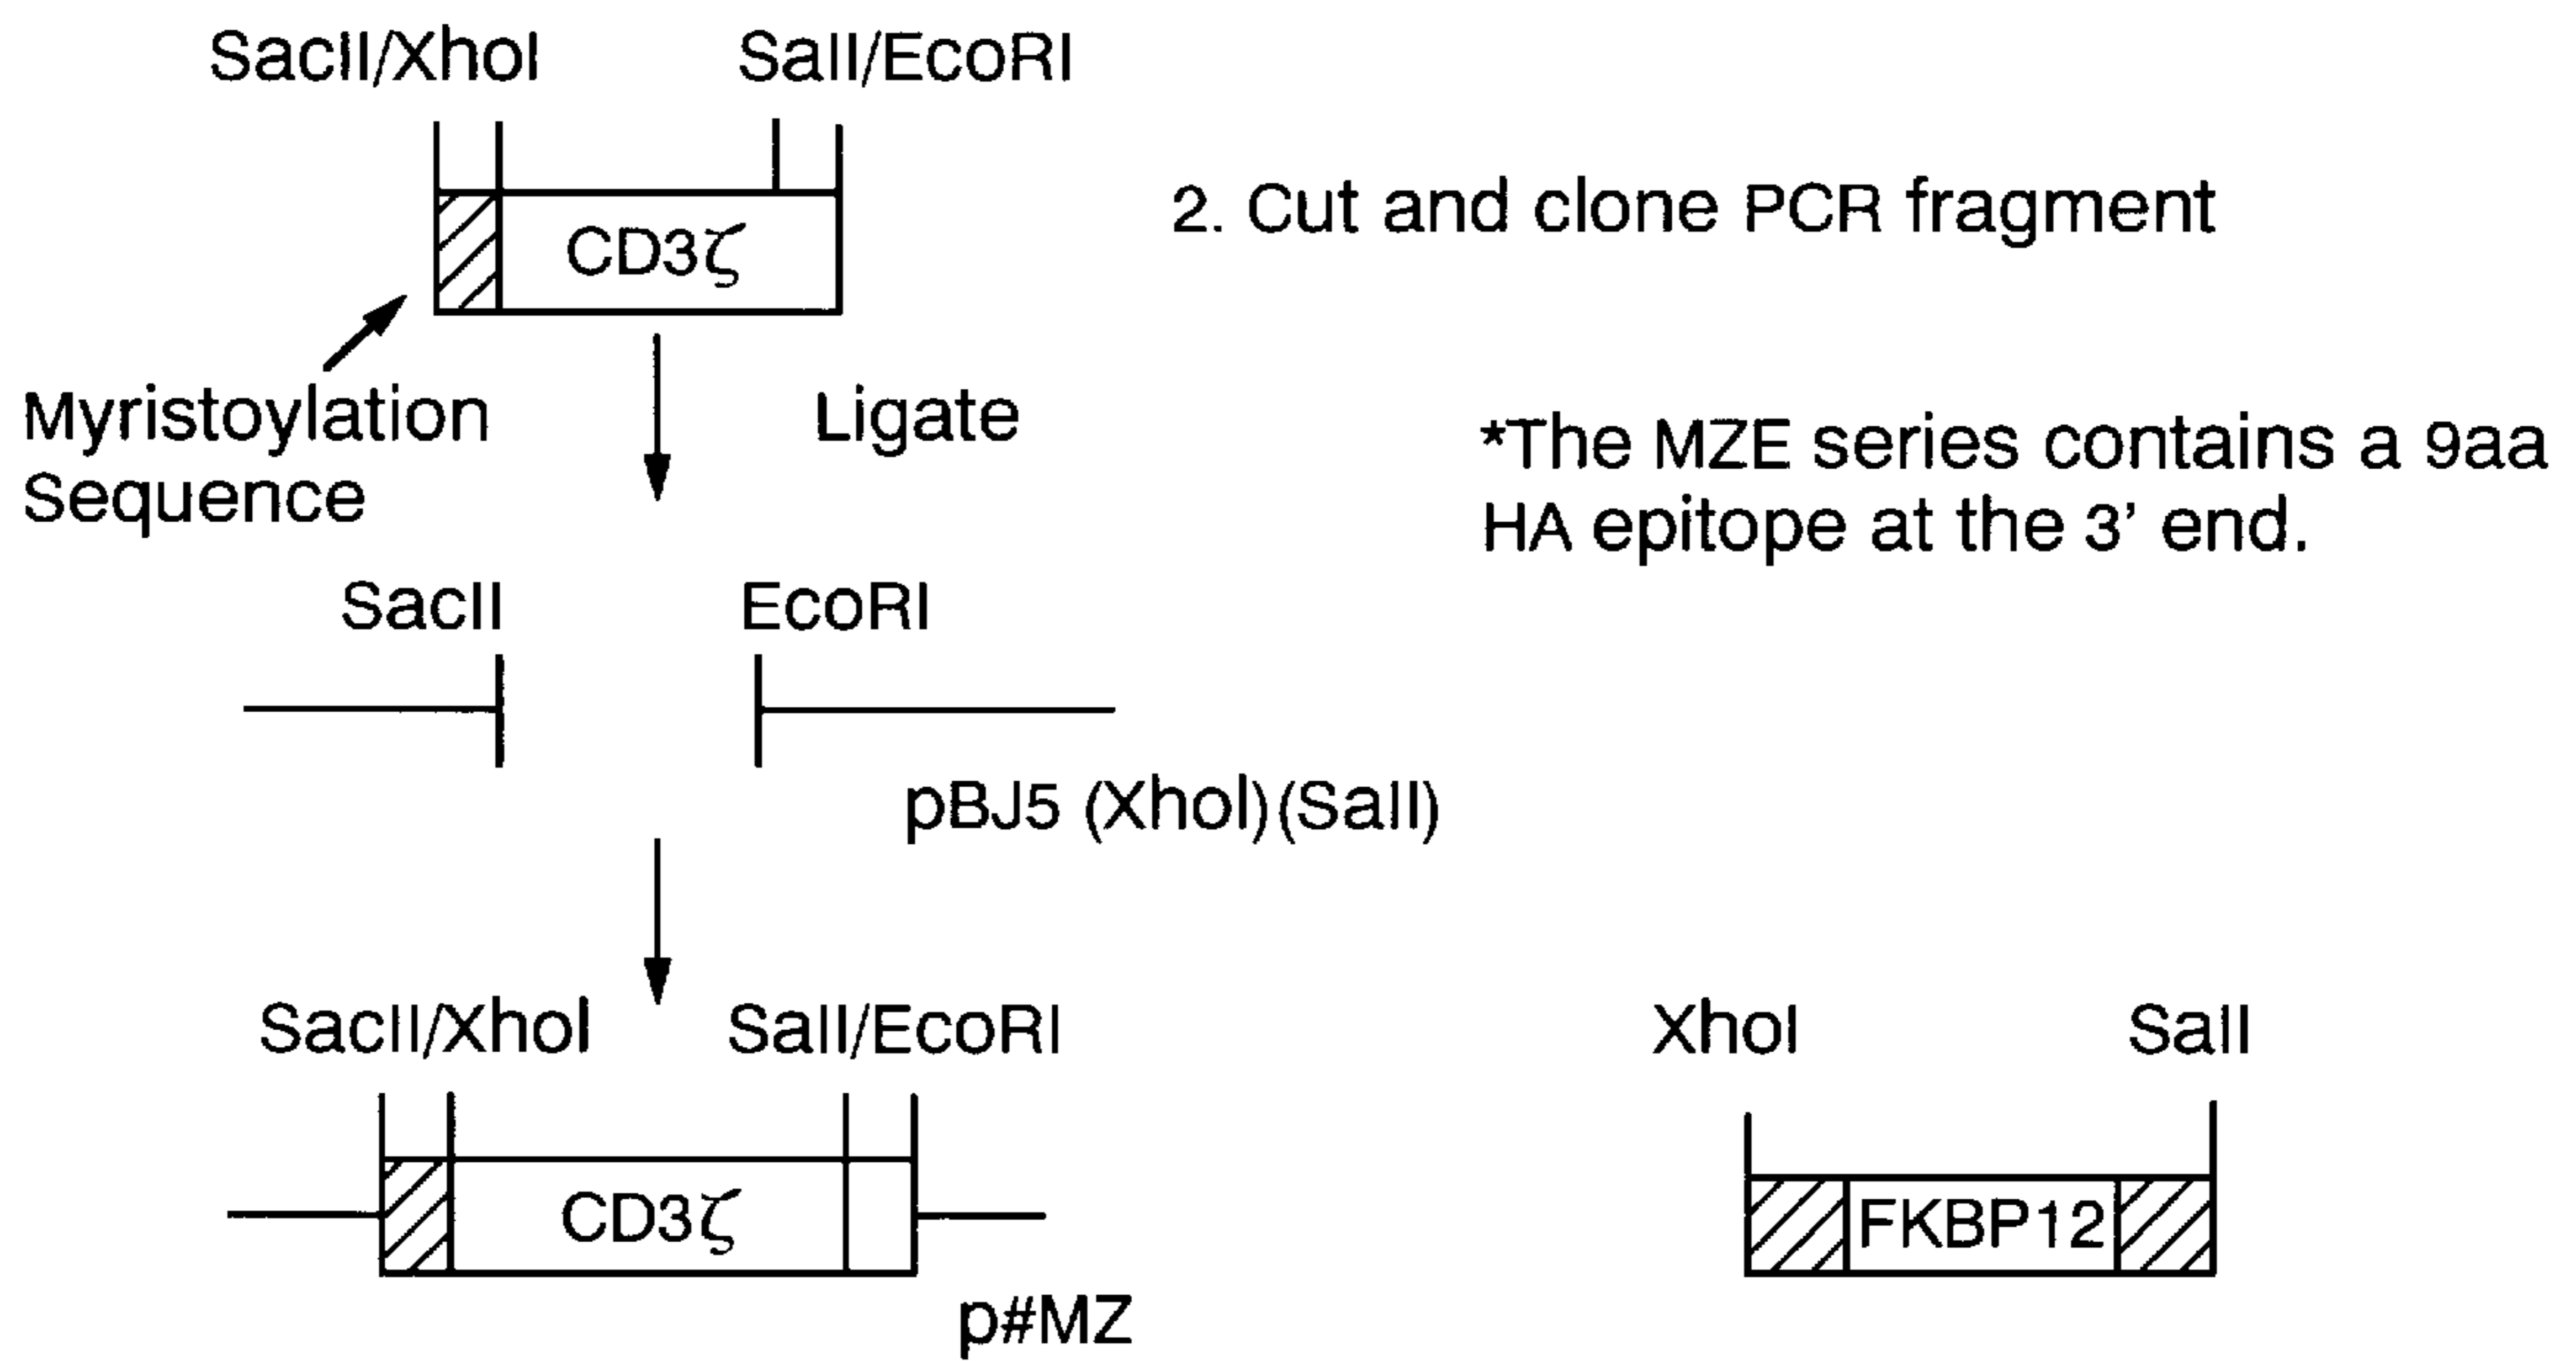 SacII/XhoI
SalI/EcoRI
CD3ζ
2. Cut and clone PCR fragment
Myristoylation
Sequence
Ligate
*The MZE series contains a 9aa
HA epitope at the 3' end.
SacII
EcoRI
pBJ5 (XhoI)(SalI)
SacII/XhoI
SalI/EcoRI
XhoI
SalI
CD3ζ
FKBP12
p#MZ